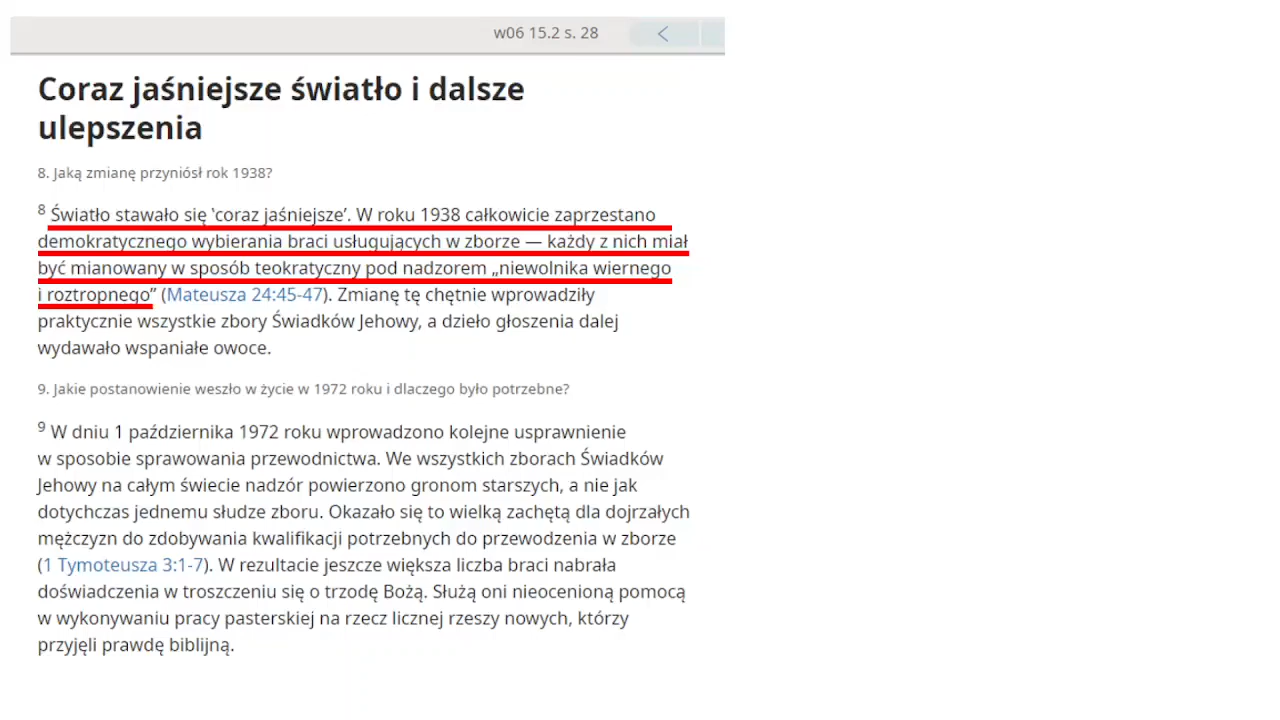 w06 15.2 s. 28
Coraz jaśniejsze światło i dalsze
ulepszenia
8. Jaką zmianę przyniósł rok 1938?
8 Światło stawało się ‛coraz jaśniejsze’. W roku 1938 całkowicie zaprzestano
demokratycznego wybierania braci usługujących w zborze — każdy z nich miał
być mianowany w sposób teokratyczny pod nadzorem „niewolnika wiernego
i roztropnego” (Mateusza 24:45-47). Zmianę tę chętnie wprowadziły
praktycznie wszystkie zbory Świadków Jehowy, a dzieło głoszenia dalej
wydawało wspaniałe owoce.
9. Jakie postanowienie weszło w życie w 1972 roku i dlaczego było potrzebne?
9 W dniu 1 października 1972 roku wprowadzono kolejne usprawnienie
w sposobie sprawowania przewodnictwa. We wszystkich zborach Świadków
Jehowy na całym świecie nadzór powierzono gronom starszych, a nie jak
dotychczas jednemu słudze zboru. Okazało się to wielką zachętą dla dojrzałych
mężczyzn do zdobywania kwalifikacji potrzebnych do przewodzenia w zborze
(1 Tymoteusza 3:1-7). W rezultacie jeszcze większa liczba braci nabrała
doświadczenia w troszczeniu się o trzodę Bożą. Służą oni nieocenioną pomocą
w wykonywaniu pracy pasterskiej na rzecz licznej rzeszy nowych, którzy
przyjęli prawdę biblijną.